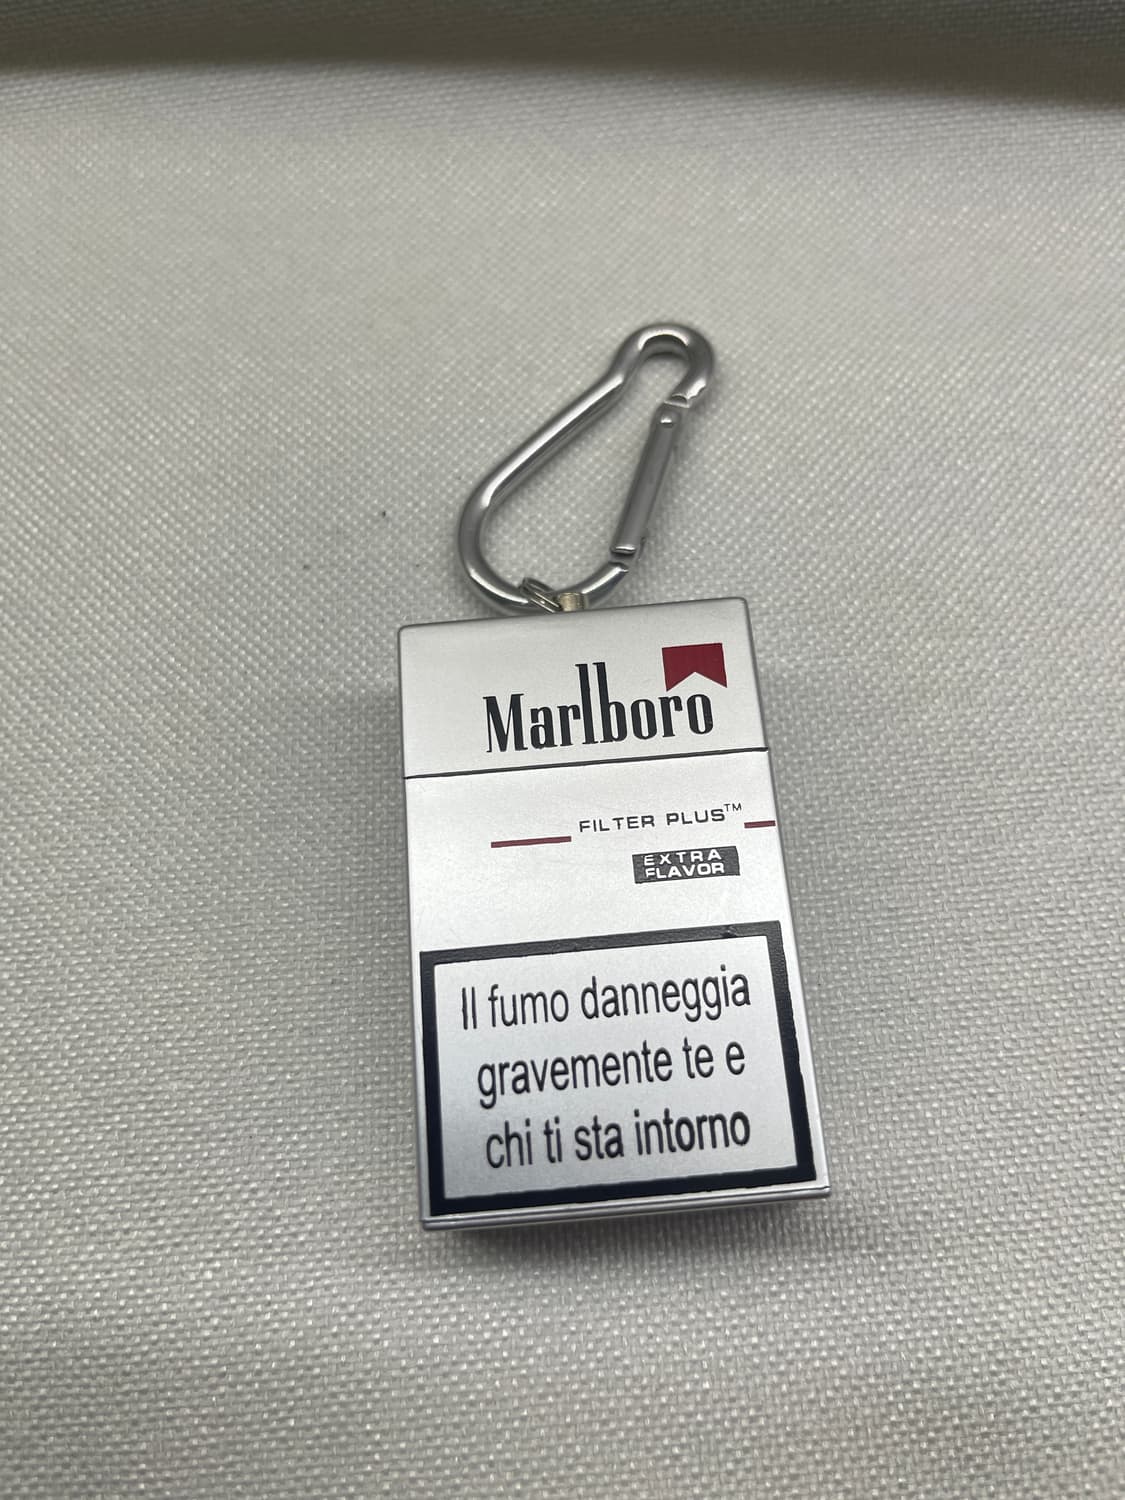 Marlboro
FILTER PLUS™
EXTRA
FLAVOR
Il fumo danneggia
gravemente te e
chi ti sta intorno